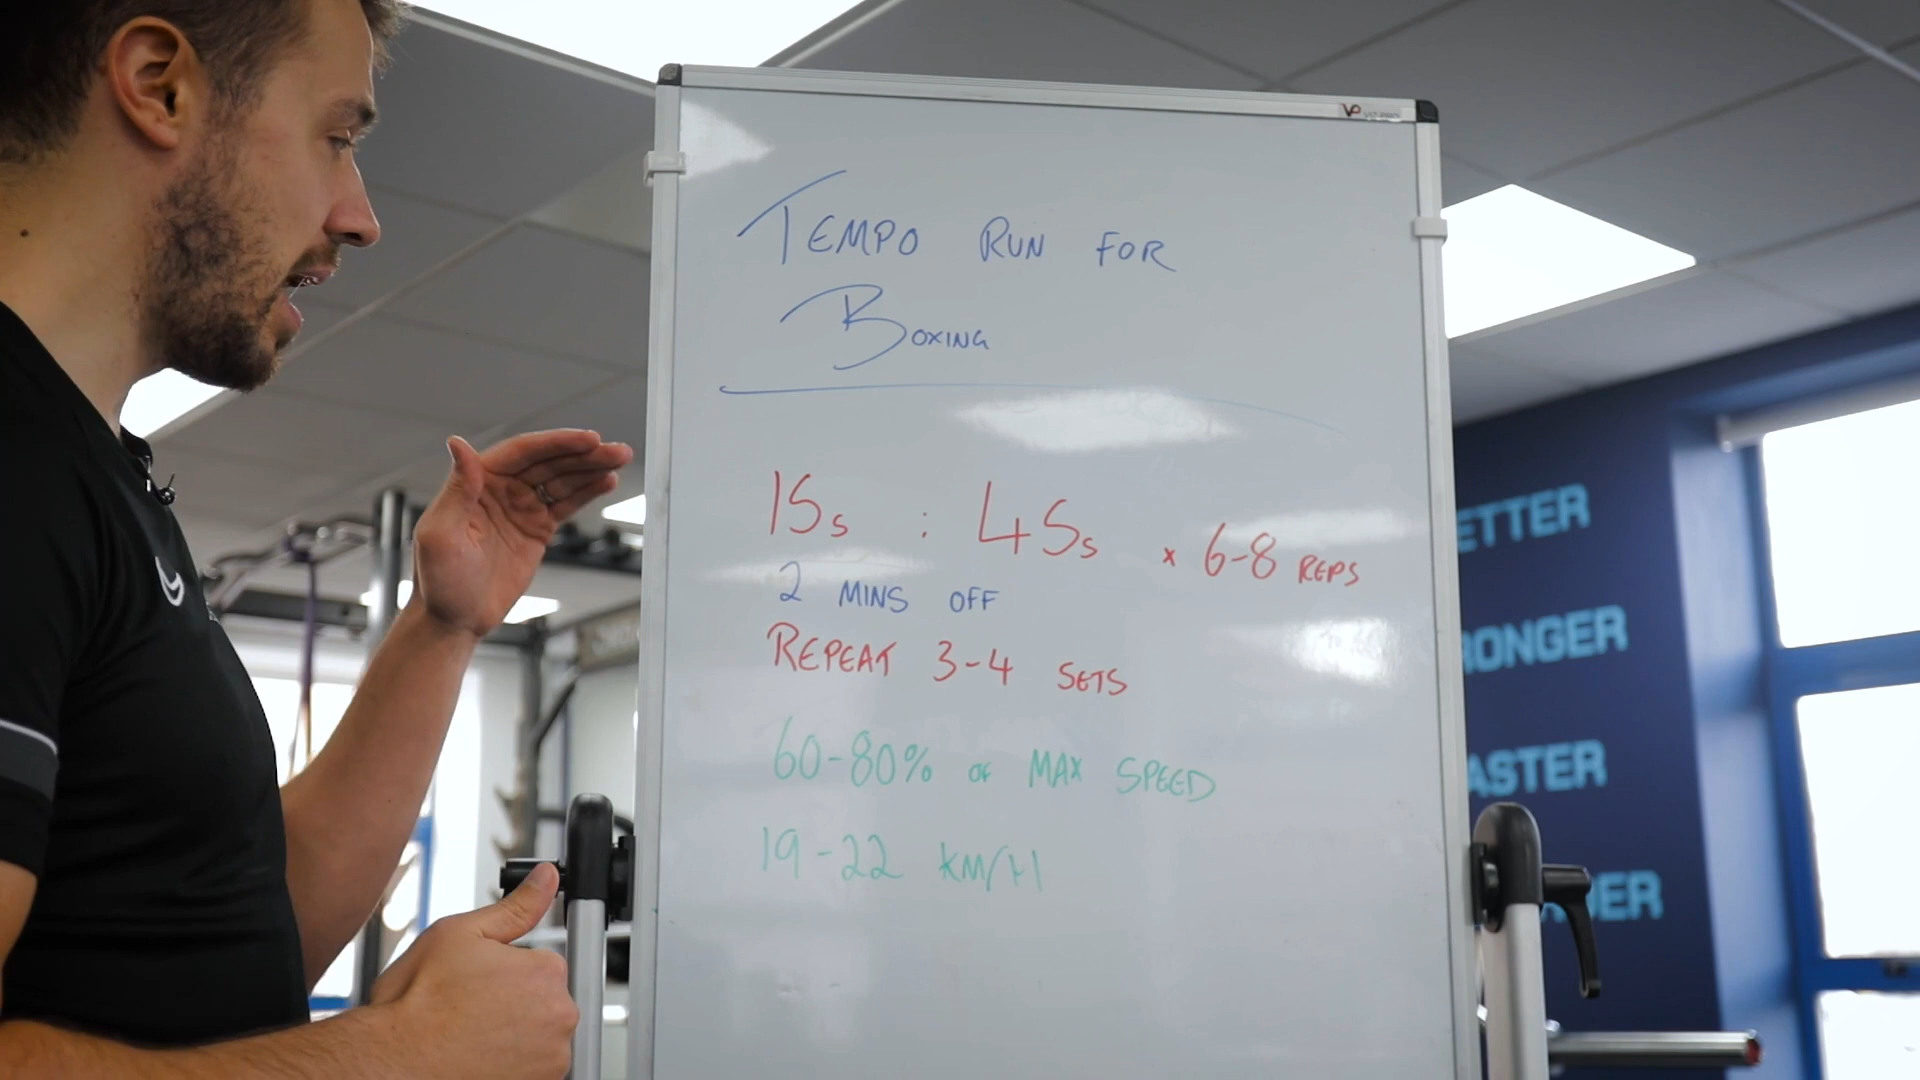 TEMPO RUN FOR
BOXING
15s : 45s x 6-8 REPS
2 MINS OFF
REPEAT 3-4 SETS
60-80% OF MAX SPEED
19-22 KM/H
ETTER
RONGER
ASTER
DER